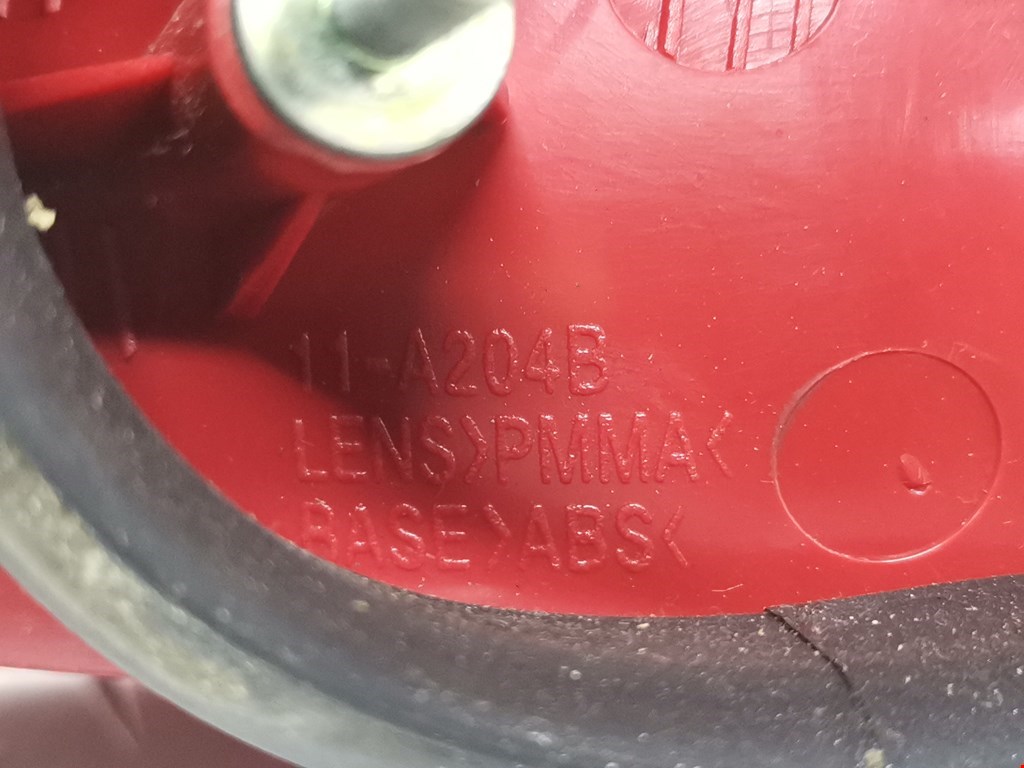 11-A204B
LENS>PMMA<
BASE>ABS<